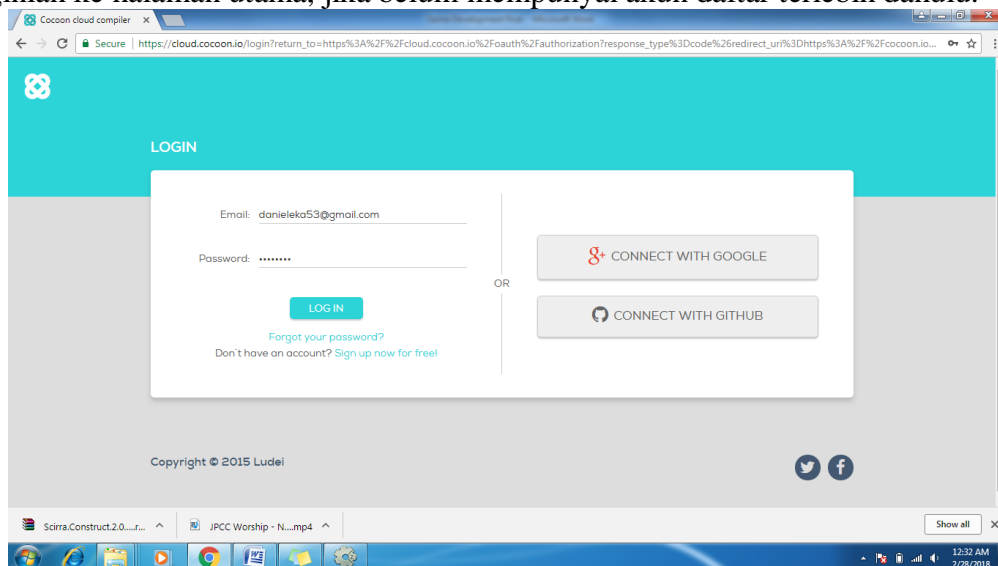 Cocoon cloud compiler
Secure | https://cloud.cocoon.io/login?return_to=https%3A%2F%2Fcloud.cocoon.io%2Foauth%2Fauthorization?response_type%3Dcode%26redirect_uri%3Dhttps%3A%2F%2Fcocoon.io...
LOGIN
Email: danieleka53@gmail.com
Password: ••••••••
CONNECT WITH GOOGLE
OR
LOG IN
CONNECT WITH GITHUB
Forgot your password?
Don't have an account? Sign up now for free!
Copyright © 2015 Ludei
Scirra.Construct.2.0.....r...
JPCC Worship - N....mp4
Show all
12:32 AM
2/28/2018